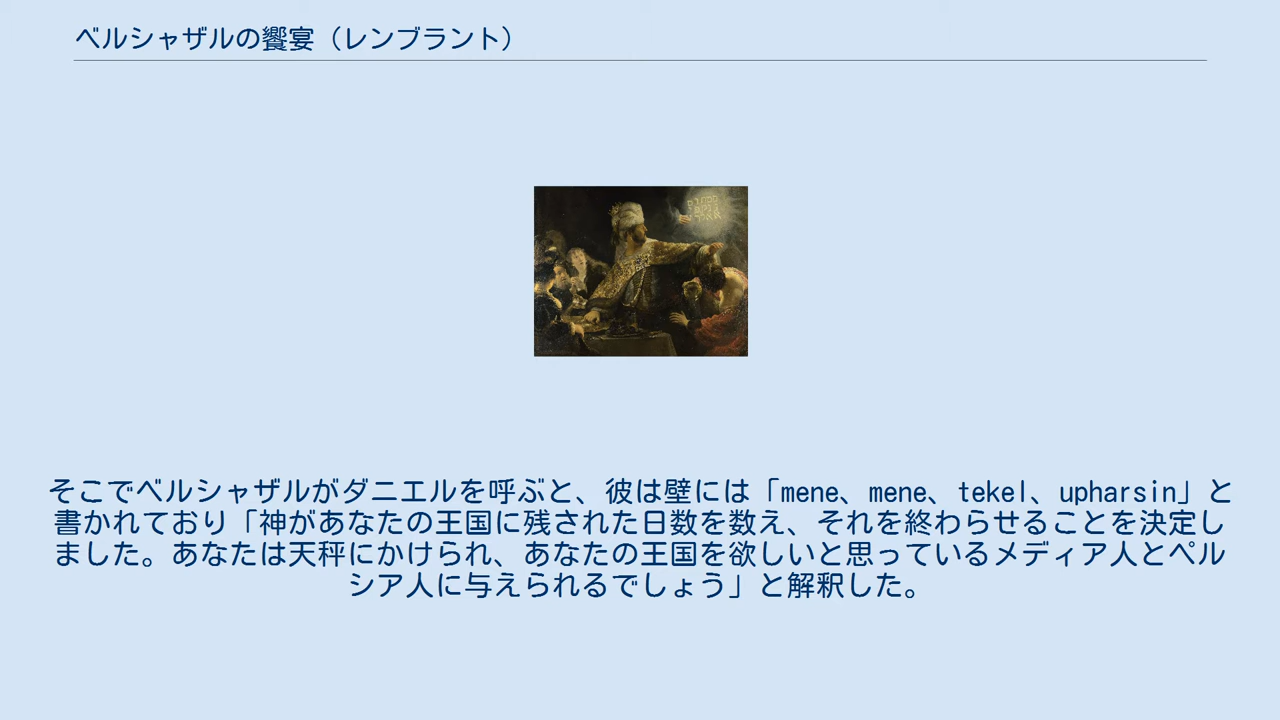 ベルシャザルの饗宴（レンブラント）
そこでベルシャザルがダニエルを呼ぶと、彼は壁には「mene、mene、tekel、upharsin」と
書かれており「神があなたの王国に残された日数を数え、それを終わらせることを決定し
ました。あなたは天秤にかけられ、あなたの王国を欲しいと思っているメディア人とペル
シア人に与えられるでしょう」と解釈した。